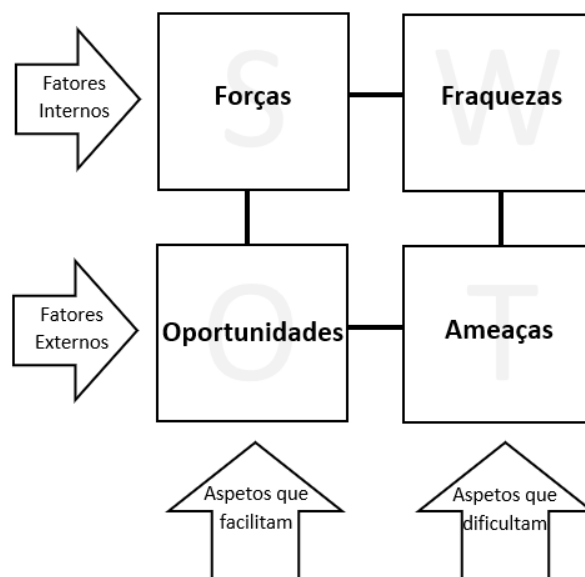 Fatores
Internos
S
Forças
W
Fraquezas
Fatores
Externos
O
Oportunidades
T
Ameaças
Aspetos que
facilitam
Aspetos que
dificultam